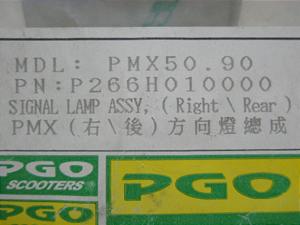 MDL: PMX50.90
PN:P266H010000
SIGNAL LAMP ASSY, ( Right \ Rear )
PMX (右\後)方向燈總成
PGO
SCOOTERS
PGO
PGO